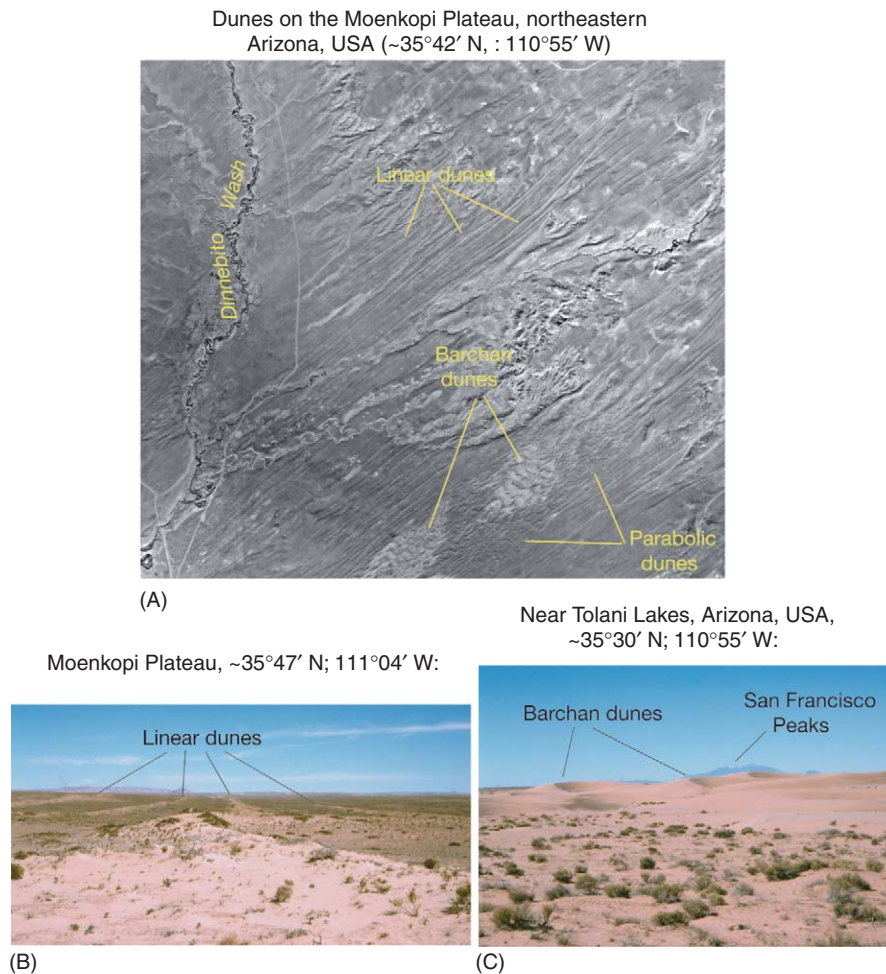 Dunes on the Moenkopi Plateau, northeastern
Arizona, USA (~35°42′ N, : 110°55′ W)
Linear dunes
Dinnebito Wash
Barchan
dunes
Parabolic
dunes
(A)
Near Tolani Lakes, Arizona, USA,
~35°30′ N; 110°55′ W:
Moenkopi Plateau, ~35°47′ N; 111°04′ W:
Linear dunes
Barchan dunes
San Francisco
Peaks
(B)
(C)